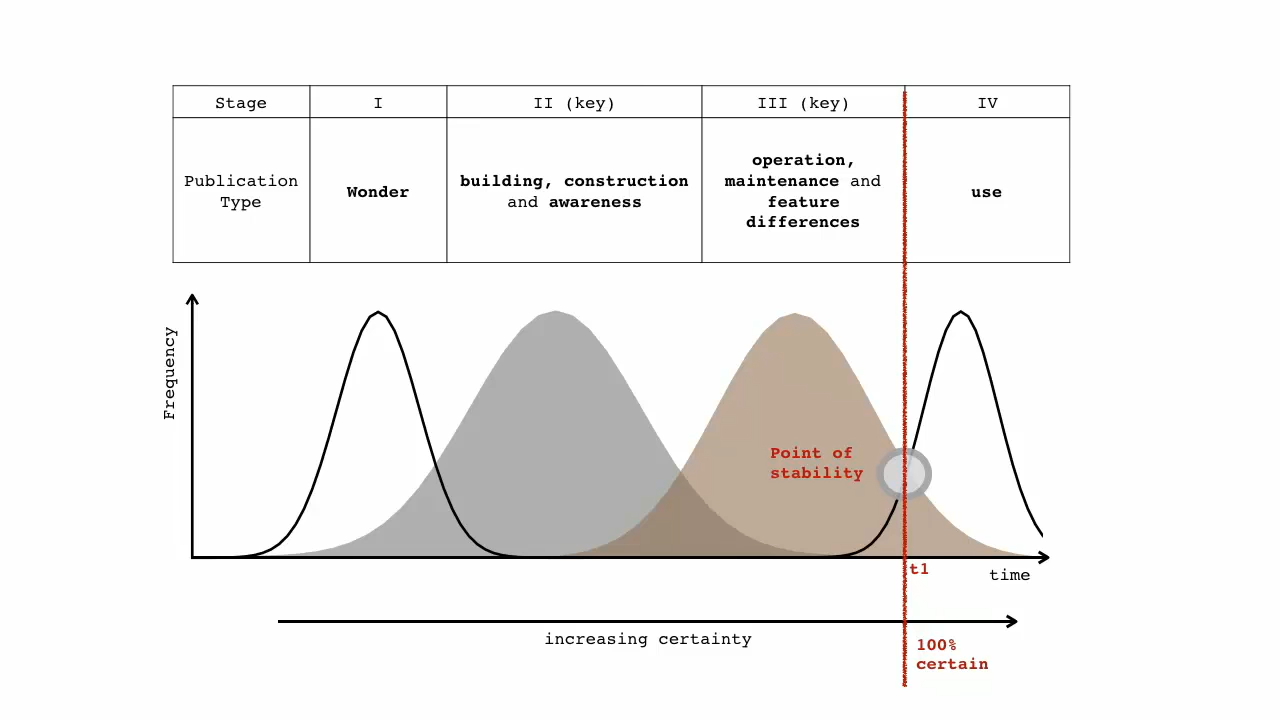 Stage
I
II (key)
III (key)
IV
Publication
Type
Wonder
building, construction
and awareness
operation,
maintenance and
feature
differences
use
Frequency
Point of
stability
t1
time
increasing certainty
100%
certain